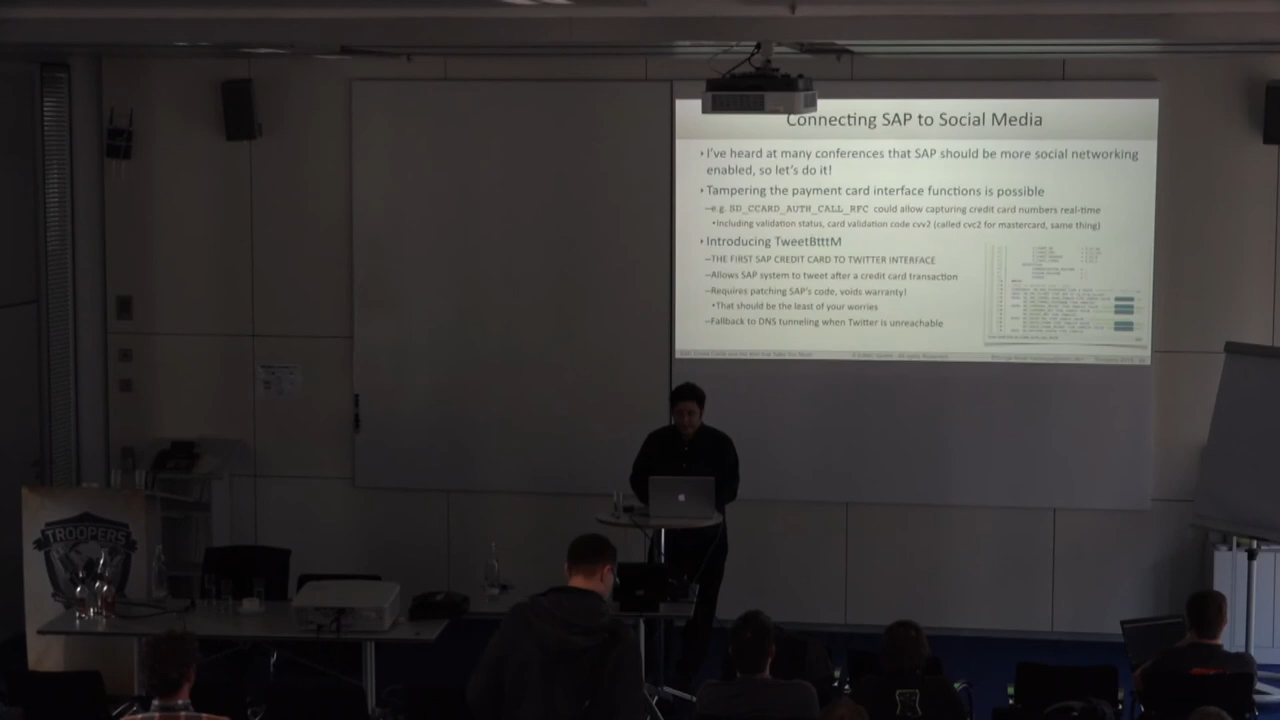 Connecting SAP to Social Media
I've heard at many conferences that SAP should be more social networking
enabled, so let's do it!
Tampering the payment card interface functions is possible
–e.g. SD_CCARD_AUTH_CALL_RFC could allow capturing credit card numbers real-time
Including validation status, card validation code cvv2 (called cvc2 for mastercard, same thing)
Introducing TweetBtttM
–THE FIRST SAP CREDIT CARD TO TWITTER INTERFACE
–Allows SAP system to tweet after a credit card transaction
–Requires patching SAP's code, voids warranty!
That should be the least of your worries
–Fallback to DNS tunneling when Twitter is unreachable
TROOPERS